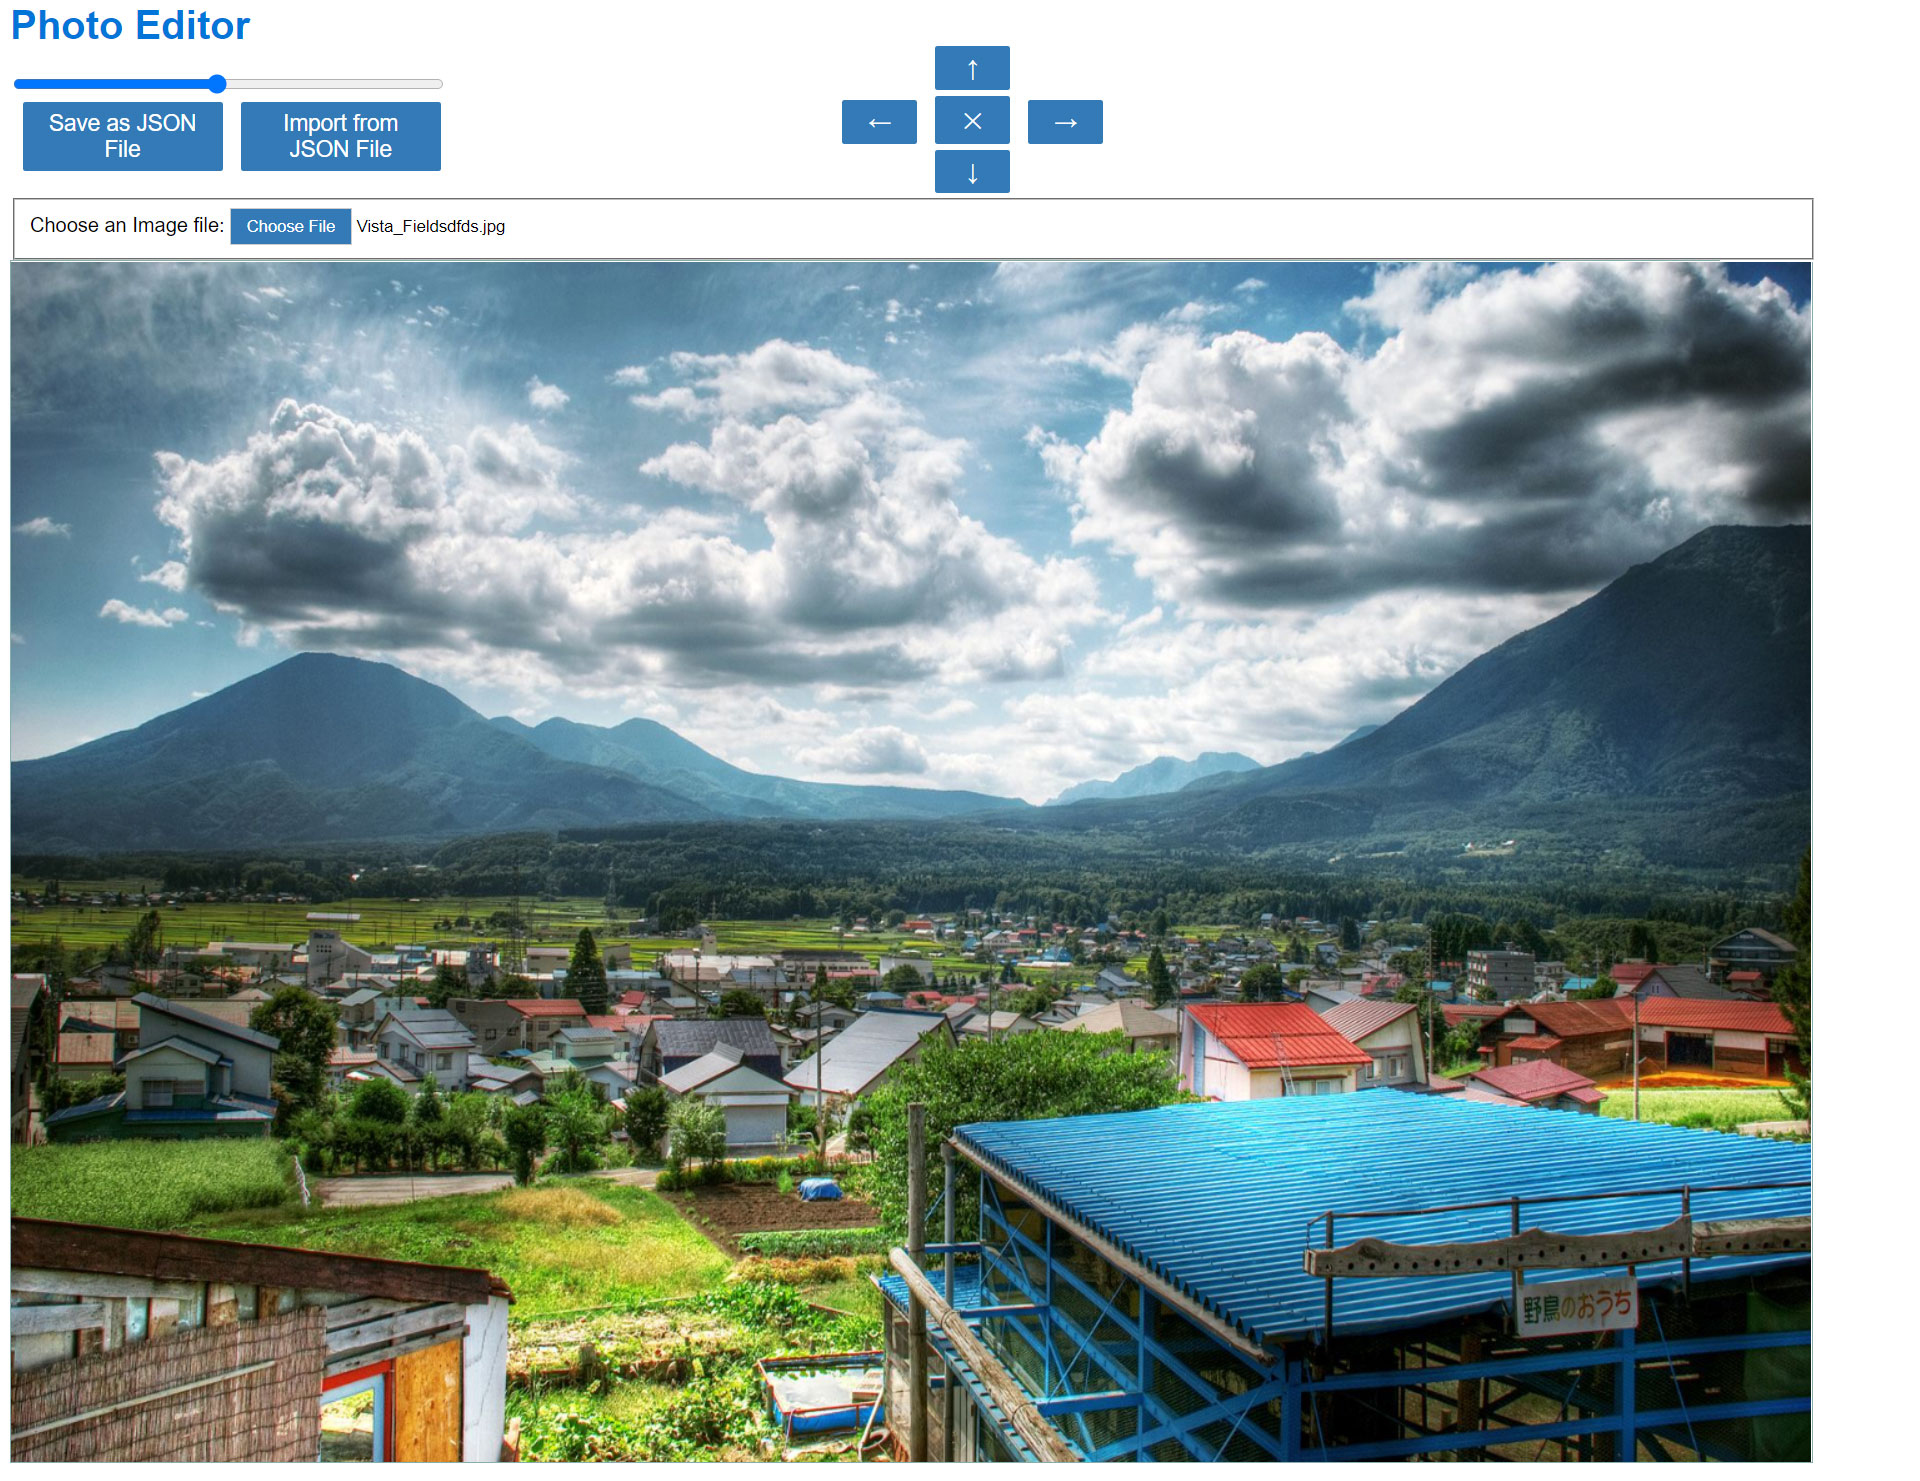 Photo Editor
↑
Save as JSON
File
Import from
JSON File
← × →
↓
Choose an Image file: Choose File Vista_Fieldsdfds.jpg
野鳥のおうち